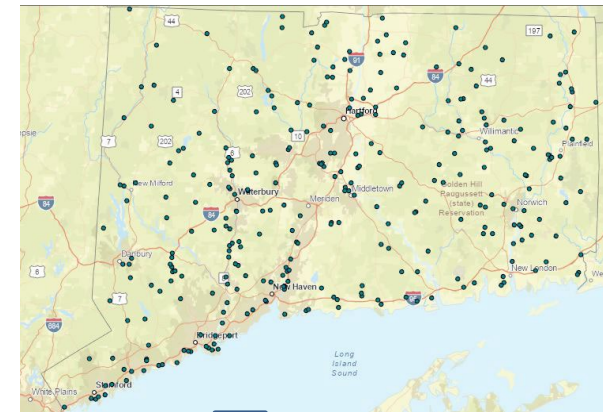 44
197
91
84
44
4
202
Hartford
10
Willimantic
7
202
6
Plainfield
New Milford
Waterbury
Middletown
Meriden
Golden Hill
Paugussett
(state)
Reservation
84
84
Norwich
Danbury
6
New London
7
New Haven
684
Bridgeport
Long
Island
Sound
White Plains
Stamford